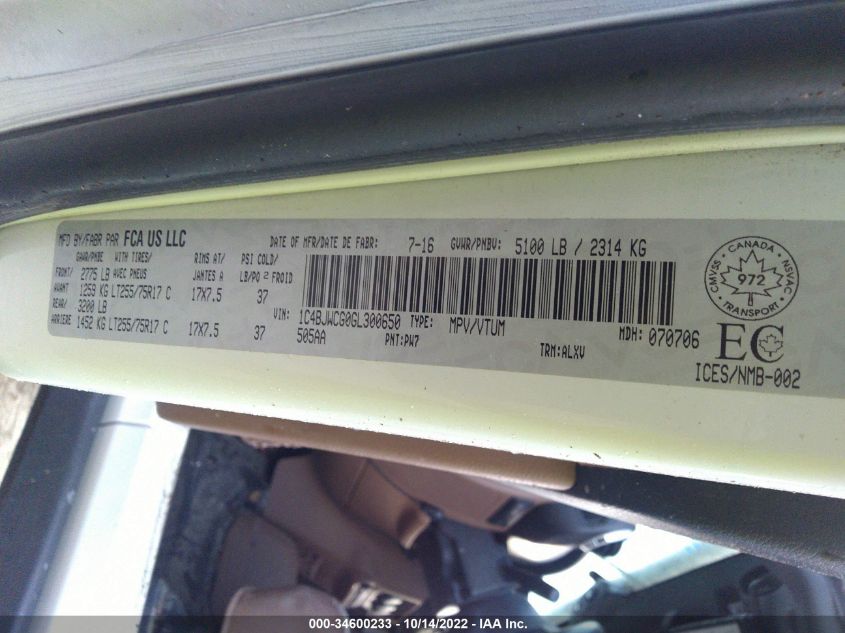 MFD BY/FABR PAR FCA US LLC
DATE OF MFR/DATE DE FABR: 7-16 GVWR/PNBV: 5100 LB / 2314 KG
GAWR/PNBE WITH TIRES/ RIMS AT/ PSI COLD/
FRONT/ 2775 LB AVEC PNEUS JANTES A LB/PO 2 FROID
AVANT 1259 KG LT255/75R17 C 17X7.5 37
REAR/ 3200 LB
ARRIERE 1452 KG LT255/75R17 C 17X7.5 37
VIN: 1C4BJWCG0GL300650 TYPE: MPV/VTUM MDH: 070706
505AA PNT:PW7 TRM:ALXV
CANADA
CMVSS 972 NSVAC
TRANSPORT
EC
ICES/NMB-002
000-34600233 - 10/14/2022 - IAA Inc.